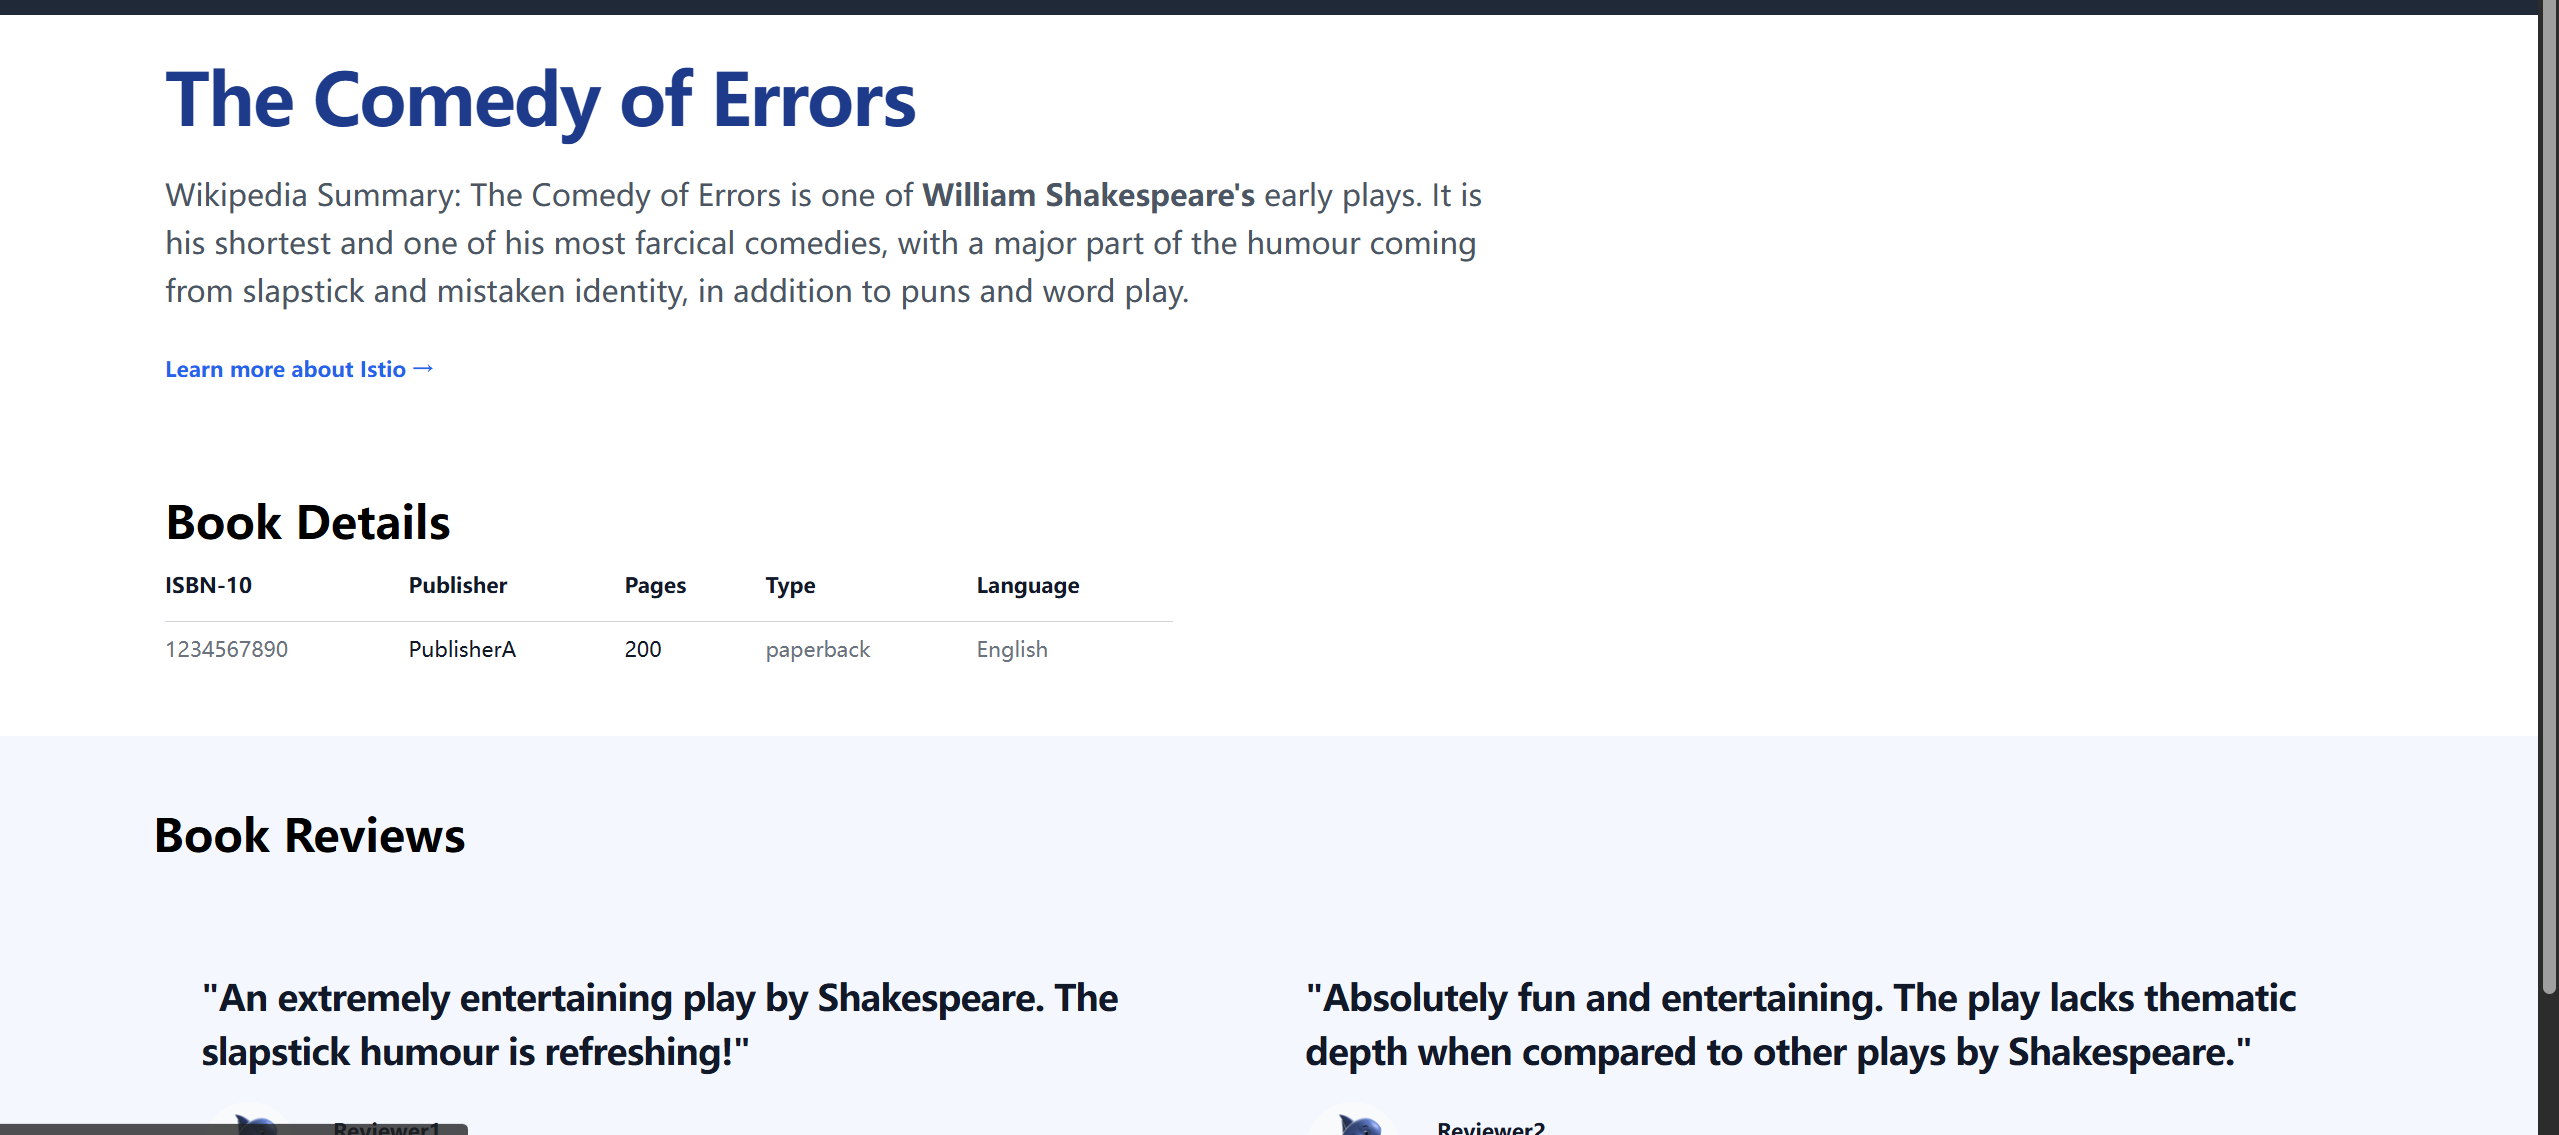 The Comedy of Errors
Wikipedia Summary: The Comedy of Errors is one of William Shakespeare's early plays. It is
his shortest and one of his most farcical comedies, with a major part of the humour coming
from slapstick and mistaken identity, in addition to puns and word play.
Learn more about Istio →
Book Details
ISBN-10 Publisher Pages Type Language
1234567890 PublisherA 200 paperback English
Book Reviews
"An extremely entertaining play by Shakespeare. The
slapstick humour is refreshing!"
"Absolutely fun and entertaining. The play lacks thematic
depth when compared to other plays by Shakespeare."
Reviewer1
Reviewer2